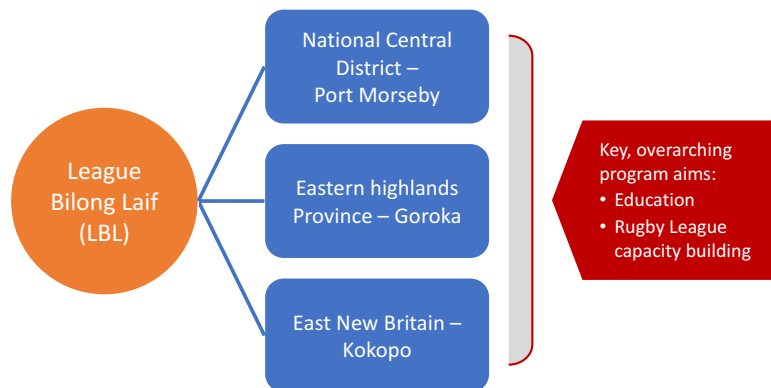 League
Bilong Laif
(LBL)
National Central
District –
Port Morseby
Eastern highlands
Province – Goroka
East New Britain –
Kokopo
Key, overarching
program aims:
• Education
• Rugby League
capacity building